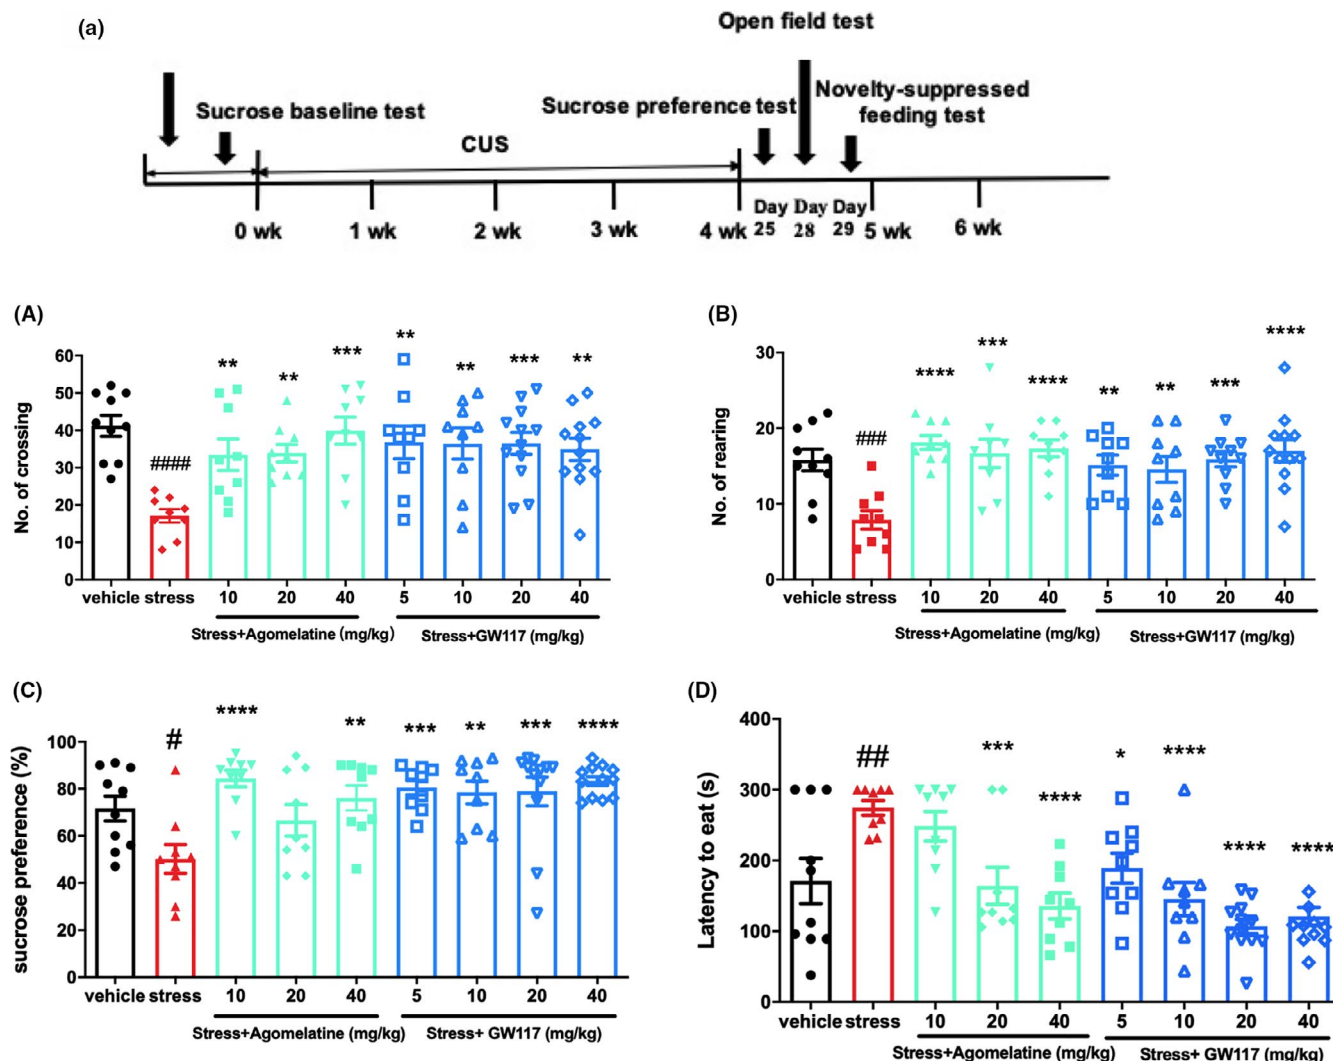 (a)
Open field test
Sucrose baseline test
Sucrose preference test
Novelty-suppressed
feeding test
CUS
0 wk 1 wk 2 wk 3 wk 4 wk 5 wk 6 wk
Day Day Day
25 28 29
(A)
No. of crossing
60
50
40
30
20
10
0
####
** ** *** ** ** *** **
vehicle stress 10 20 40 5 10 20 40
Stress+Agomelatine (mg/kg) Stress+GW117 (mg/kg)
(B)
No. of rearing
30
20
10
0
###
**** *** **** ** ** *** ****
vehicle stress 10 20 40 5 10 20 40
Stress+Agomelatine (mg/kg) Stress+GW117 (mg/kg)
(C)
sucrose preference (%)
100
80
60
40
20
0
#
**** ** *** ** *** ****
vehicle stress 10 20 40 5 10 20 40
Stress+Agomelatine (mg/kg) Stress+ GW117 (mg/kg)
(D)
Latency to eat (s)
400
300
200
100
0
##
*** **** * **** **** ****
vehicle stress 10 20 40 5 10 20 40
Stress+Agomelatine (mg/kg) Stress+ GW117 (mg/kg)